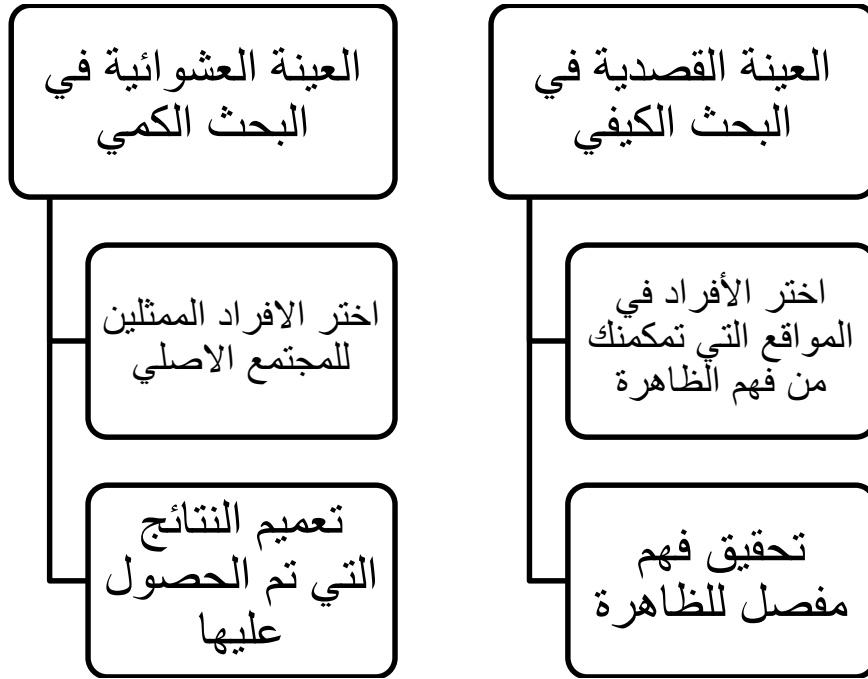 العينة القصدية في
البحث الكيفي
اختر الأفراد في
المواقع التي تمكمنك
من فهم الظاهرة
تحقيق فهم
مفصل للظاهرة
العينة العشوائية في
البحث الكمي
اختر الافراد الممثلين
للمجتمع الاصلي
تعميم النتائج
التي تم الحصول
عليها